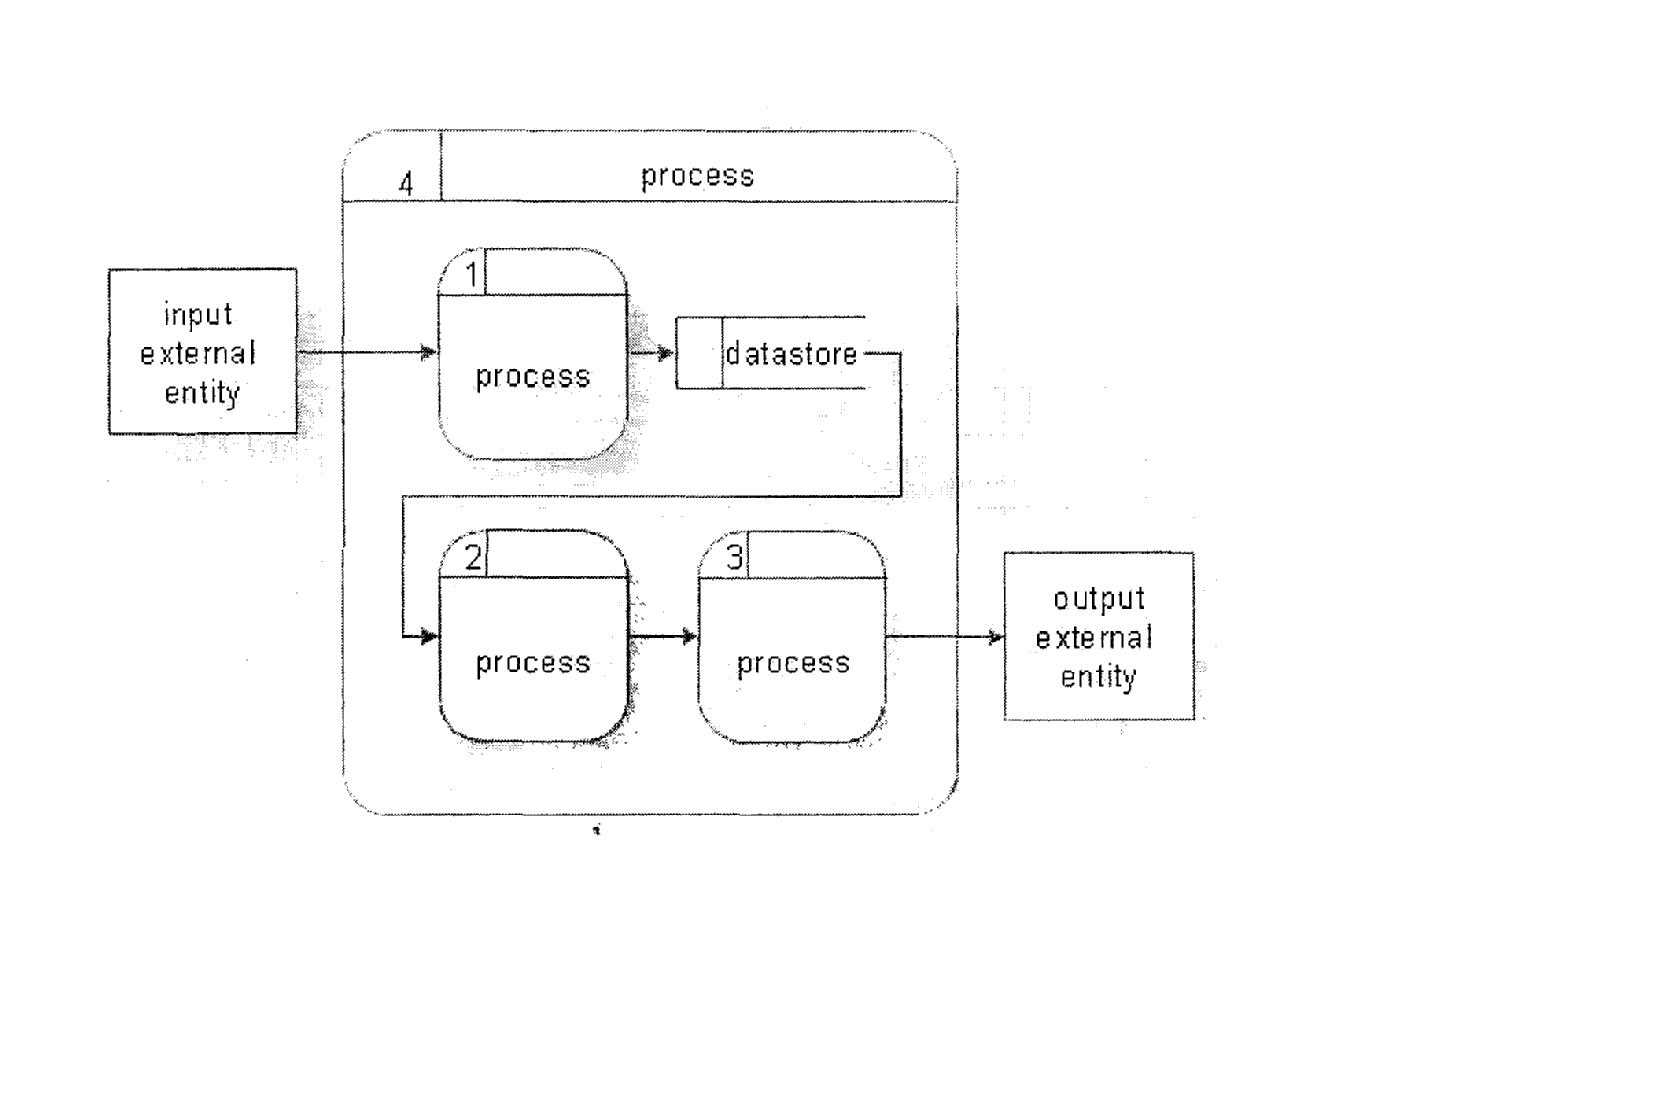 4
process
1
input
external
entity
process
datastore
2
process
3
process
output
external
entity